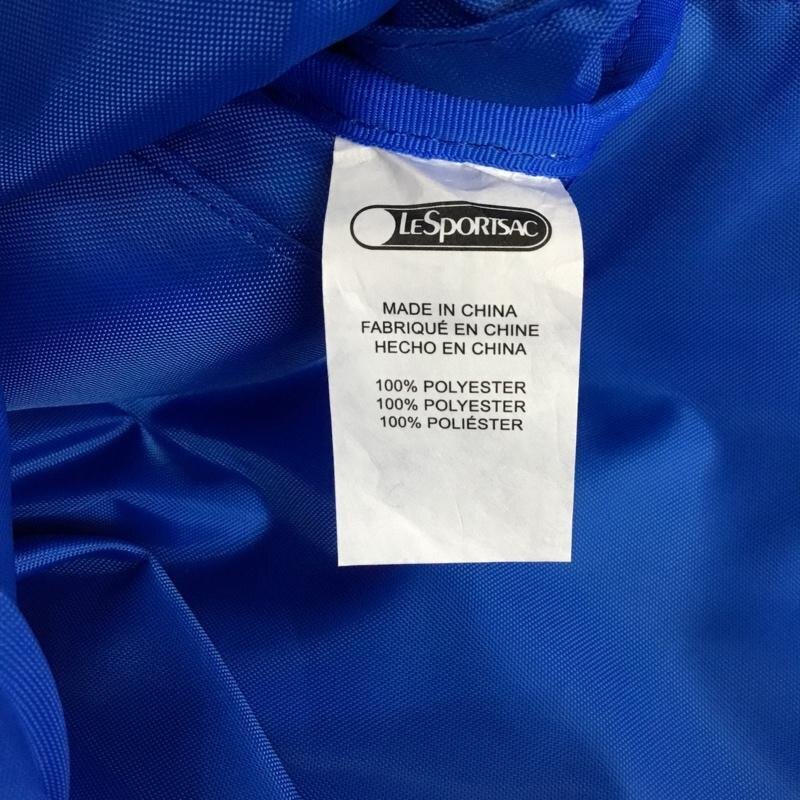 LESPORTSAC
MADE IN CHINA
FABRIQUÉ EN CHINE
HECHO EN CHINA
100% POLYESTER
100% POLYESTER
100% POLIÉSTER